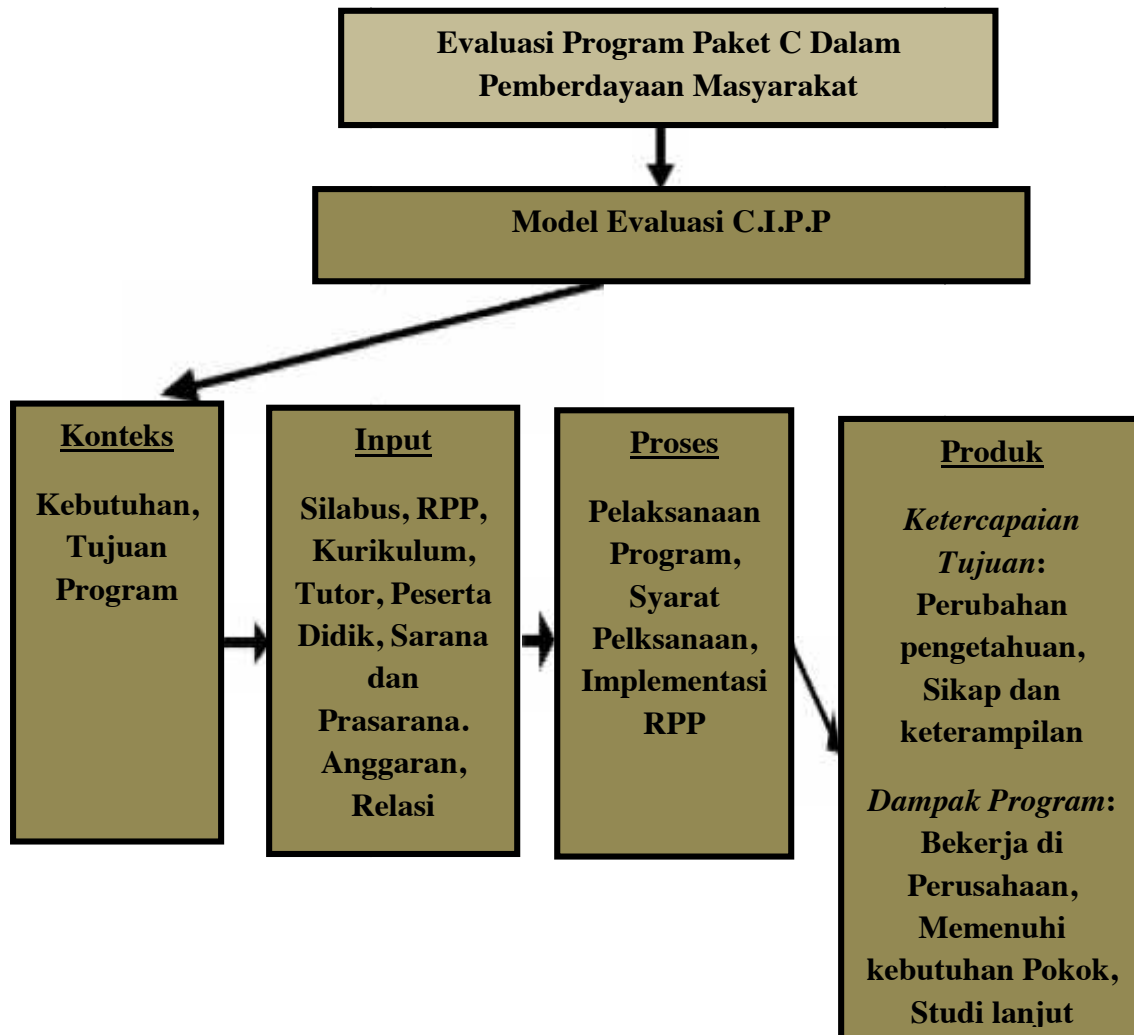 Evaluasi Program Paket C Dalam
Pemberdayaan Masyarakat
Model Evaluasi C.I.P.P
Konteks
Kebutuhan,
Tujuan
Program
Input
Silabus, RPP,
Kurikulum,
Tutor, Peserta
Didik, Sarana
dan
Prasarana.
Anggaran,
Relasi
Proses
Pelaksanaan
Program,
Syarat
Pelksanaan,
Implementasi
RPP
Produk
Ketercapaian
Tujuan:
Perubahan
pengetahuan,
Sikap dan
keterampilan
Dampak Program:
Bekerja di
Perusahaan,
Memenuhi
kebutuhan Pokok,
Studi lanjut